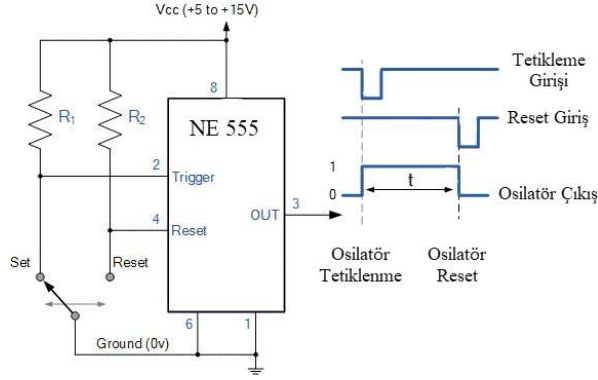 Vcc (+5 to +15V)
8
R1
R2
NE 555
2
Trigger
4
Reset
3
OUT
Set
Reset
6
1
Ground (0v)
Tetikleme
Girişi
Reset Giriş
1
0
t
Osilatör Çıkış
Osilatör
Tetiklenme
Osilatör
Reset